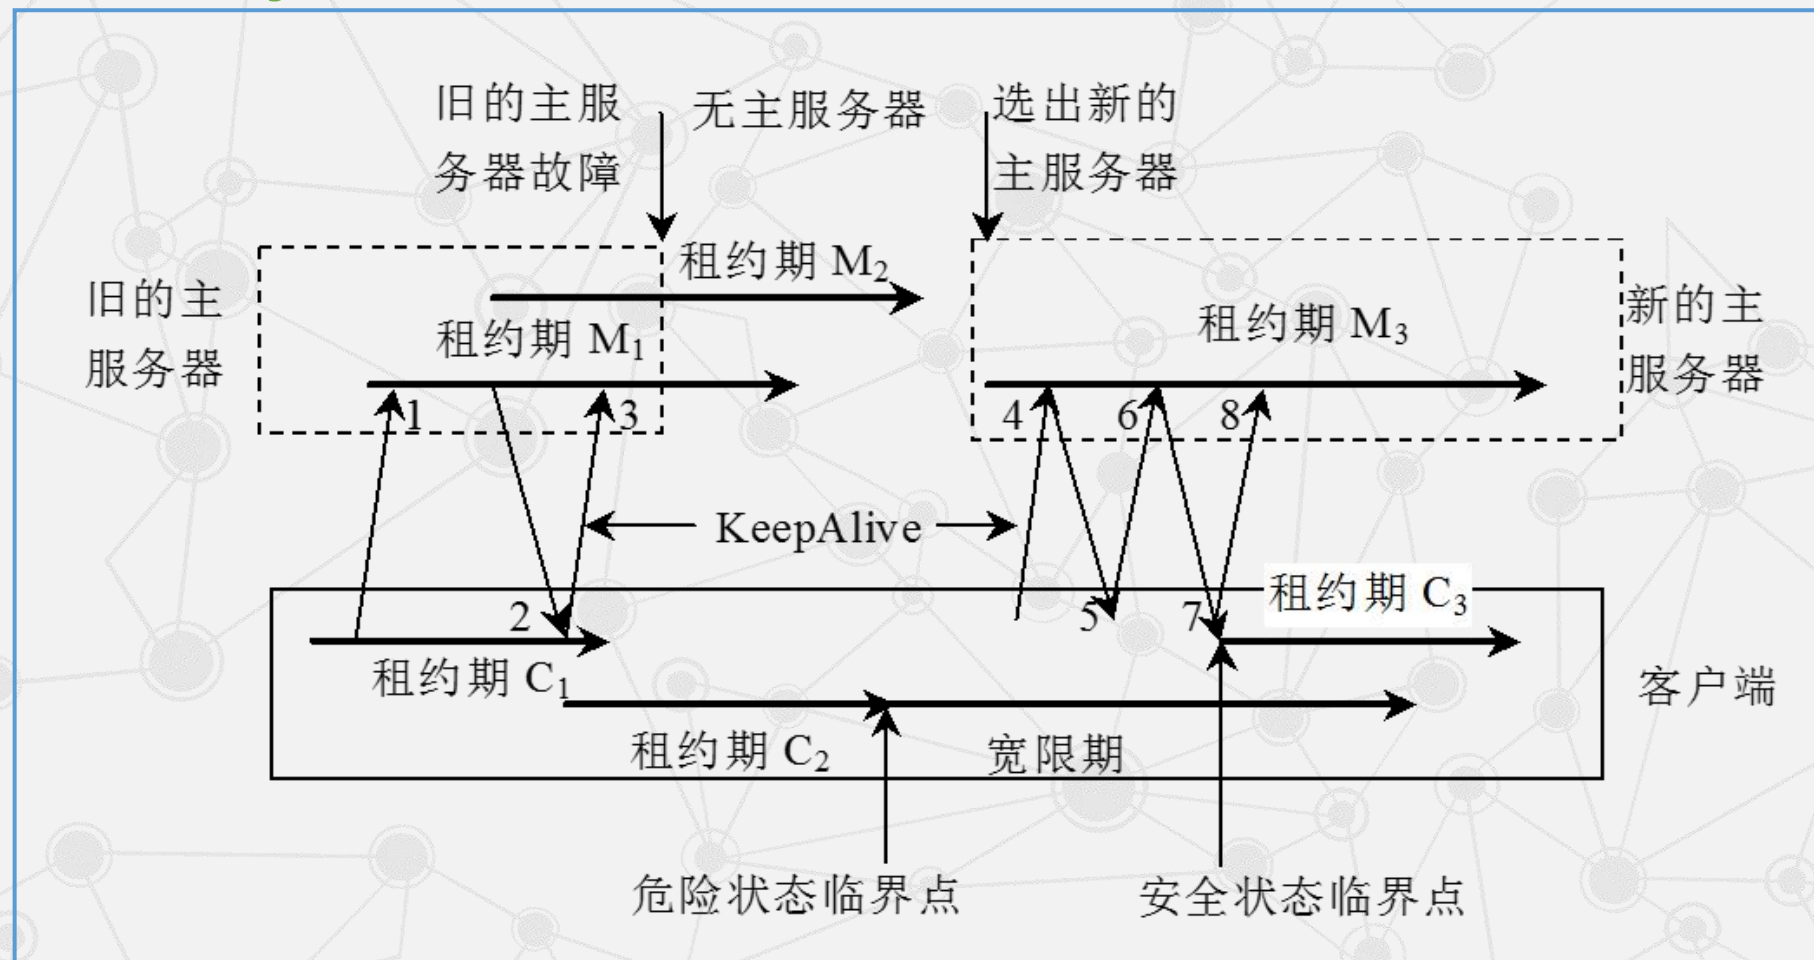 旧的主服
务器故障
无主服务器
选出新的
主服务器
旧的主
服务器
租约期 M₂
租约期 M₁
租约期 M₃
新的主
服务器
1
3
4
6
8
KeepAlive
2
5
7
租约期 C₃
租约期 C₁
租约期 C₂
宽限期
客户端
危险状态临界点
安全状态临界点